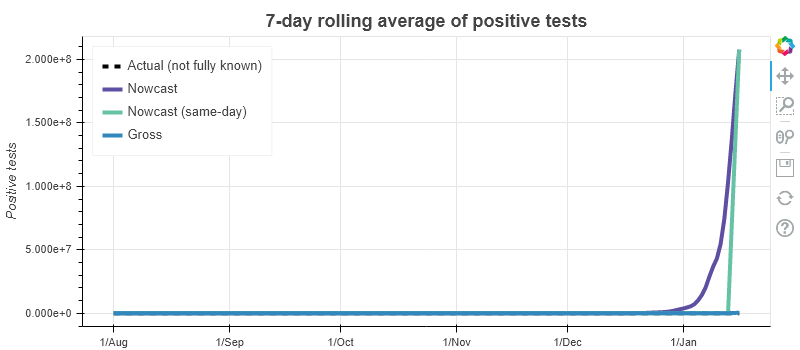 7-day rolling average of positive tests
Positive tests
2.000e+8
1.500e+8
1.000e+8
5.000e+7
0.000e+0
Actual (not fully known)
Nowcast
Nowcast (same-day)
Gross
1/Aug 1/Sep 1/Oct 1/Nov 1/Dec 1/Jan